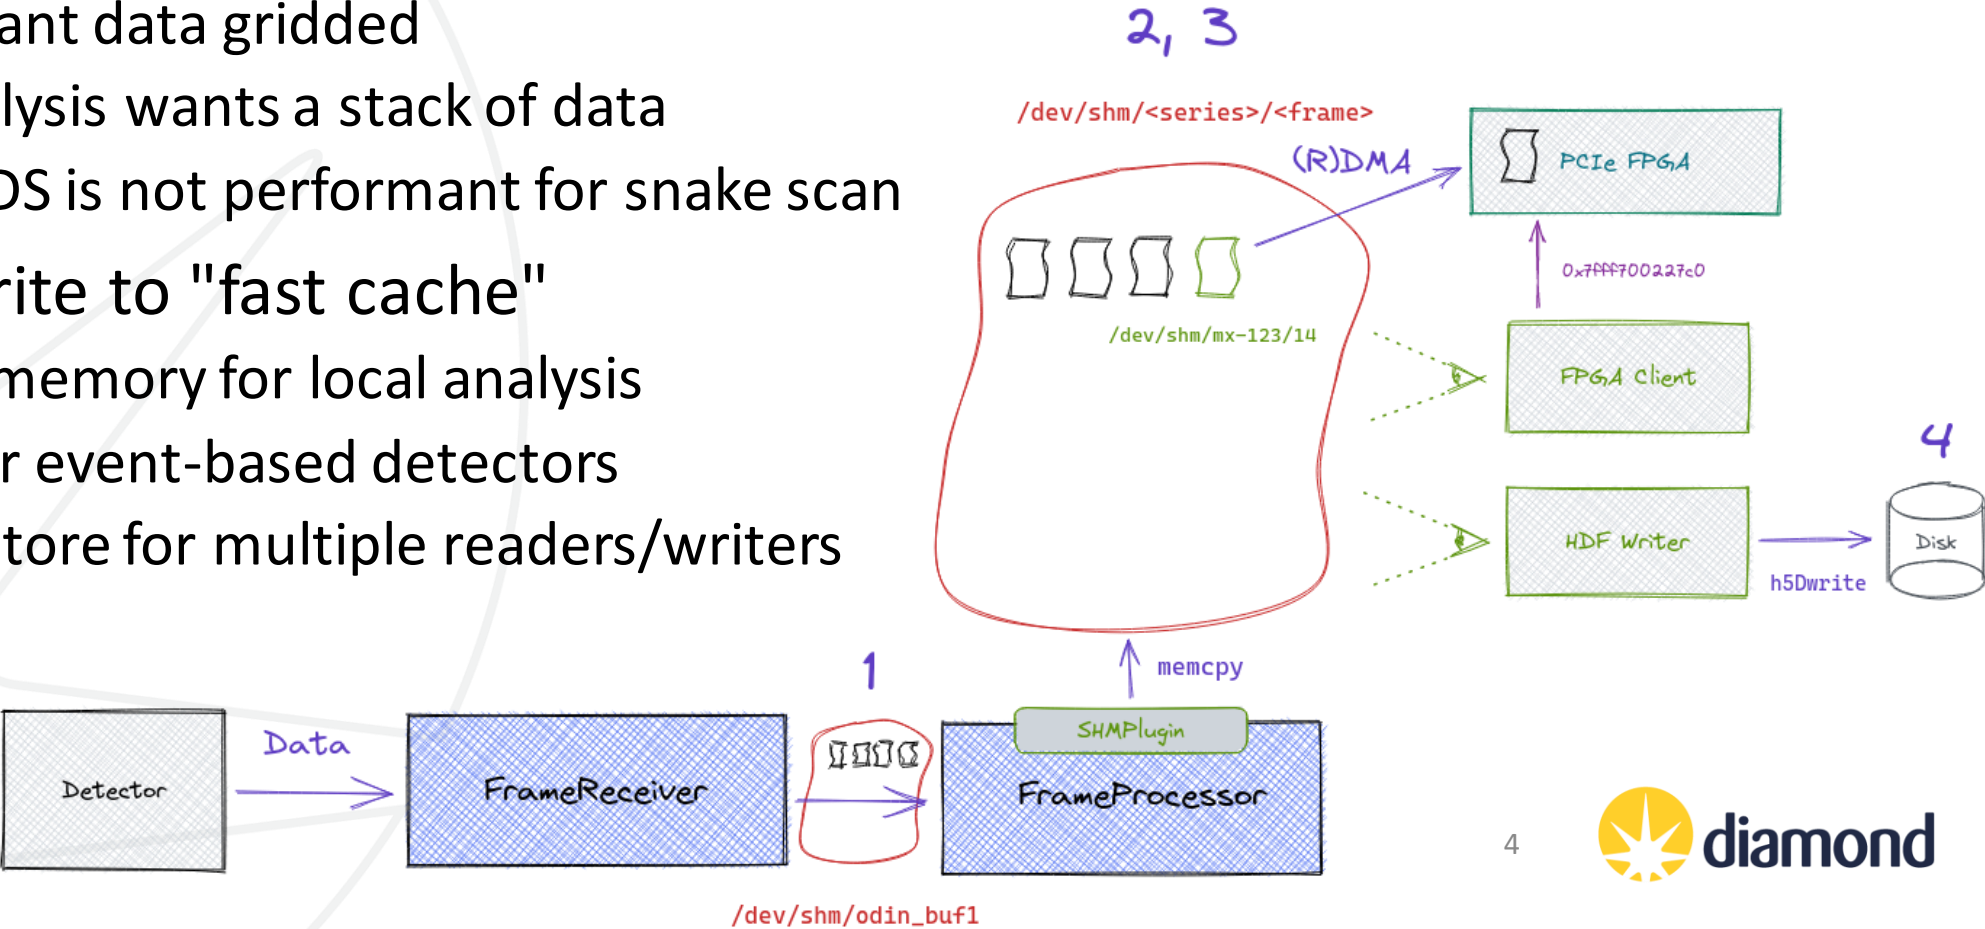 ant data gridded
lysis wants a stack of data
DS is not performant for snake scan
rite to "fast cache"
memory for local analysis
r event-based detectors
tore for multiple readers/writers
2, 3
/dev/shm/<series>/<frame>
(R)DMA
PCIe FPGA
0x7fff700227c0
/dev/shm/mx-123/14
FPGA Client
4
HDF Writer
Disk
h5Dwrite
1
memcpy
SHMPlugin
Data
Detector
FrameReceiver
FrameProcessor
/dev/shm/odin_buf1
4
diamond